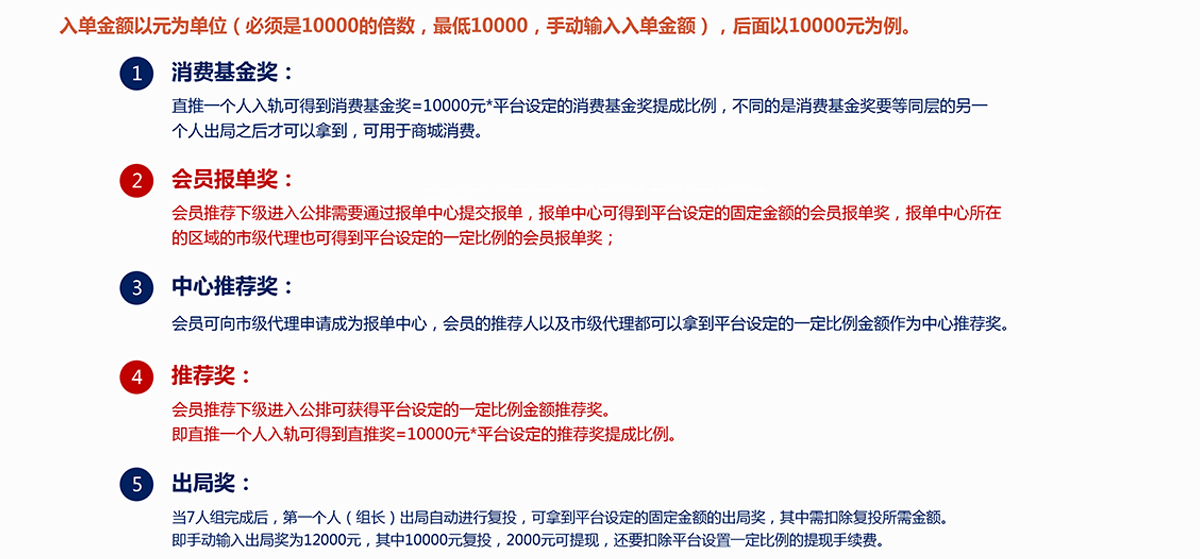 入单金额以元为单位（必须是10000的倍数，最低10000，手动输入入单金额），后面以10000元为例。
1 消费基金奖：
直推一个人入轨可得到消费基金奖=10000元*平台设定的消费基金奖提成比例，不同的是消费基金奖要等同层的另一
个人出局之后才可以拿到，可用于商城消费。
2 会员报单奖：
会员推荐下级进入公排需要通过报单中心提交报单，报单中心可得到平台设定的固定金额的会员报单奖，报单中心所在
的区域的市级代理也可得到平台设定的一定比例的会员报单奖；
3 中心推荐奖：
会员可向市级代理申请成为报单中心，会员的推荐人以及市级代理都可以拿到平台设定的一定比例金额作为中心推荐奖。
4 推荐奖：
会员推荐下级进入公排可获得平台设定的一定比例金额推荐奖。
即直推一个人入轨可得到直推奖=10000元*平台设定的推荐奖提成比例。
5 出局奖：
当7人组完成后，第一个人（组长）出局自动进行复投，可拿到平台设定的固定金额的出局奖，其中需扣除复投所需金额。
即手动输入出局奖为12000元，其中10000元复投，2000元可提现，还要扣除平台设置一定比例的提现手续费。